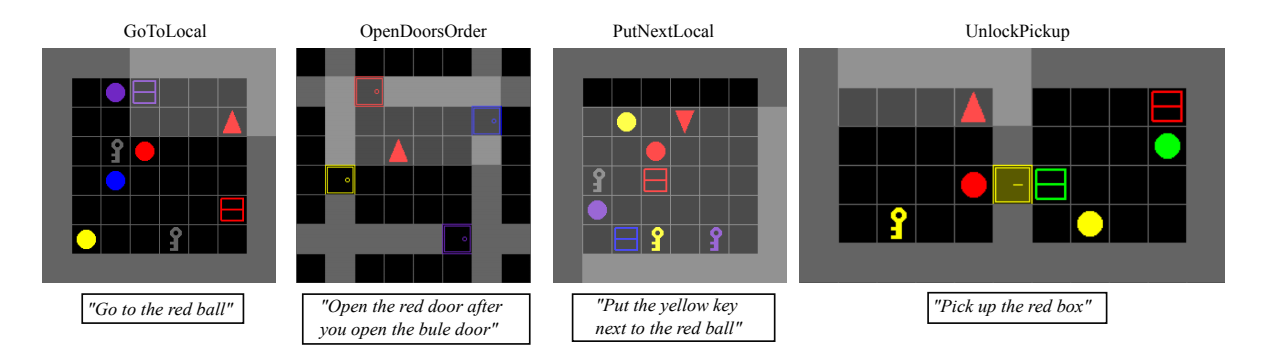 GoToLocal
OpenDoorsOrder
PutNextLocal
UnlockPickup
"Go to the red ball"
"Open the red door after
you open the bule door"
"Put the yellow key
next to the red ball"
"Pick up the red box"